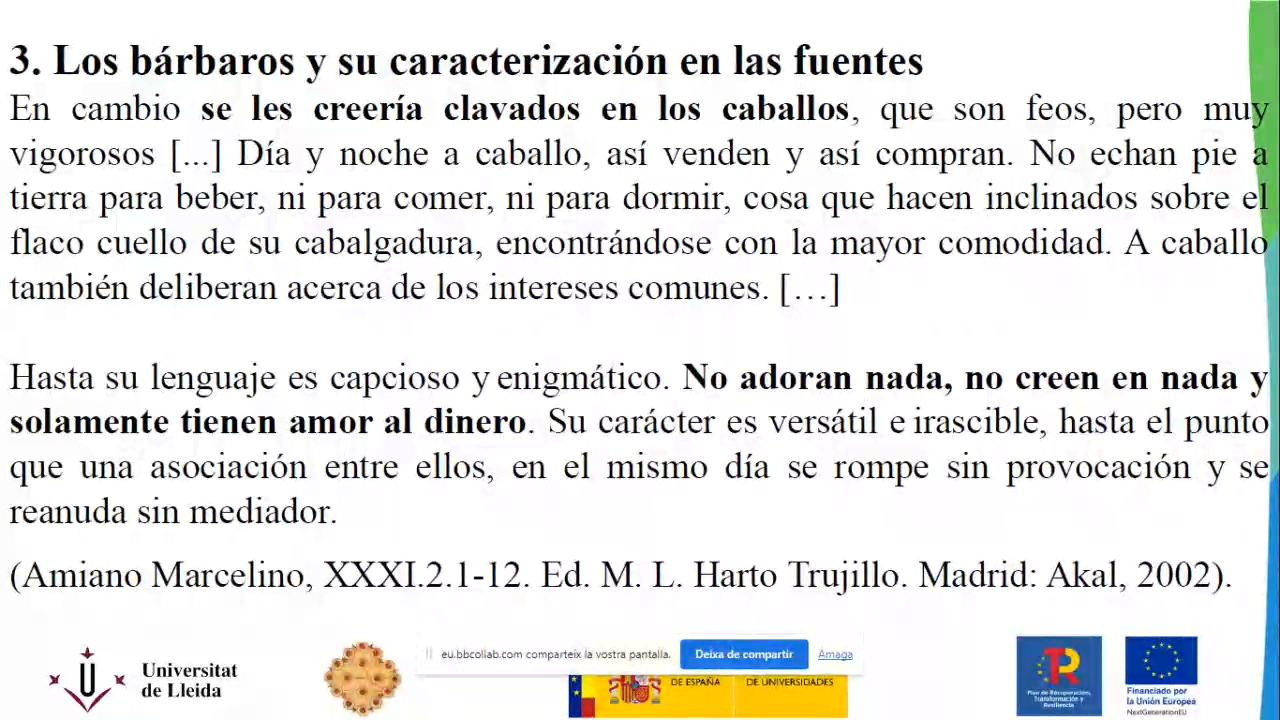 3. Los bárbaros y su caracterización en las fuentes
En cambio se les creería clavados en los caballos, que son feos, pero muy
vigorosos [...] Día y noche a caballo, así venden y así compran. No echan pie a
tierra para beber, ni para comer, ni para dormir, cosa que hacen inclinados sobre el
flaco cuello de su cabalgadura, encontrándose con la mayor comodidad. A caballo
también deliberan acerca de los intereses comunes. […]
Hasta su lenguaje es capcioso y enigmático. No adoran nada, no creen en nada y
solamente tienen amor al dinero. Su carácter es versátil e irascible, hasta el punto
que una asociación entre ellos, en el mismo día se rompe sin provocación y se
reanuda sin mediador.
(Amiano Marcelino, XXXI.2.1-12. Ed. M. L. Harto Trujillo. Madrid: Akal, 2002).
Universitat
de Lleida
eu.bbcollab.com comparteix la vostra pantalla.
Deixa de compartir
Amaga
DE ESPAÑA
DE UNIVERSIDADES
Plan de Recuperación,
Transformación y
Resiliencia
Financiado por
la Unión Europea
NextGenerationEU